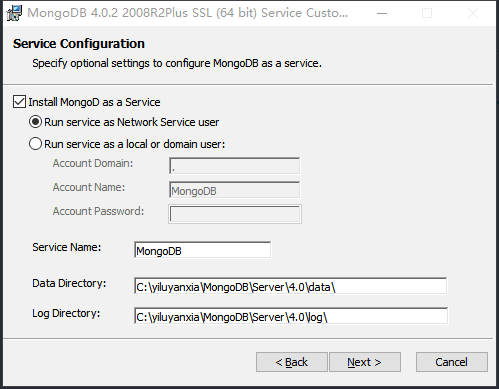 MongoDB 4.0.2 2008R2Plus SSL (64 bit) Service Custo...
Service Configuration
Specify optional settings to configure MongoDB as a service.
Install MongoD as a Service
Run service as Network Service user
Run service as a local or domain user:
Account Domain: .
Account Name: MongoDB
Account Password:
Service Name: MongoDB
Data Directory: C:\yiluyanxia\MongoDB\Server\4.0\data\
Log Directory: C:\yiluyanxia\MongoDB\Server\4.0\log\
< Back Next > Cancel